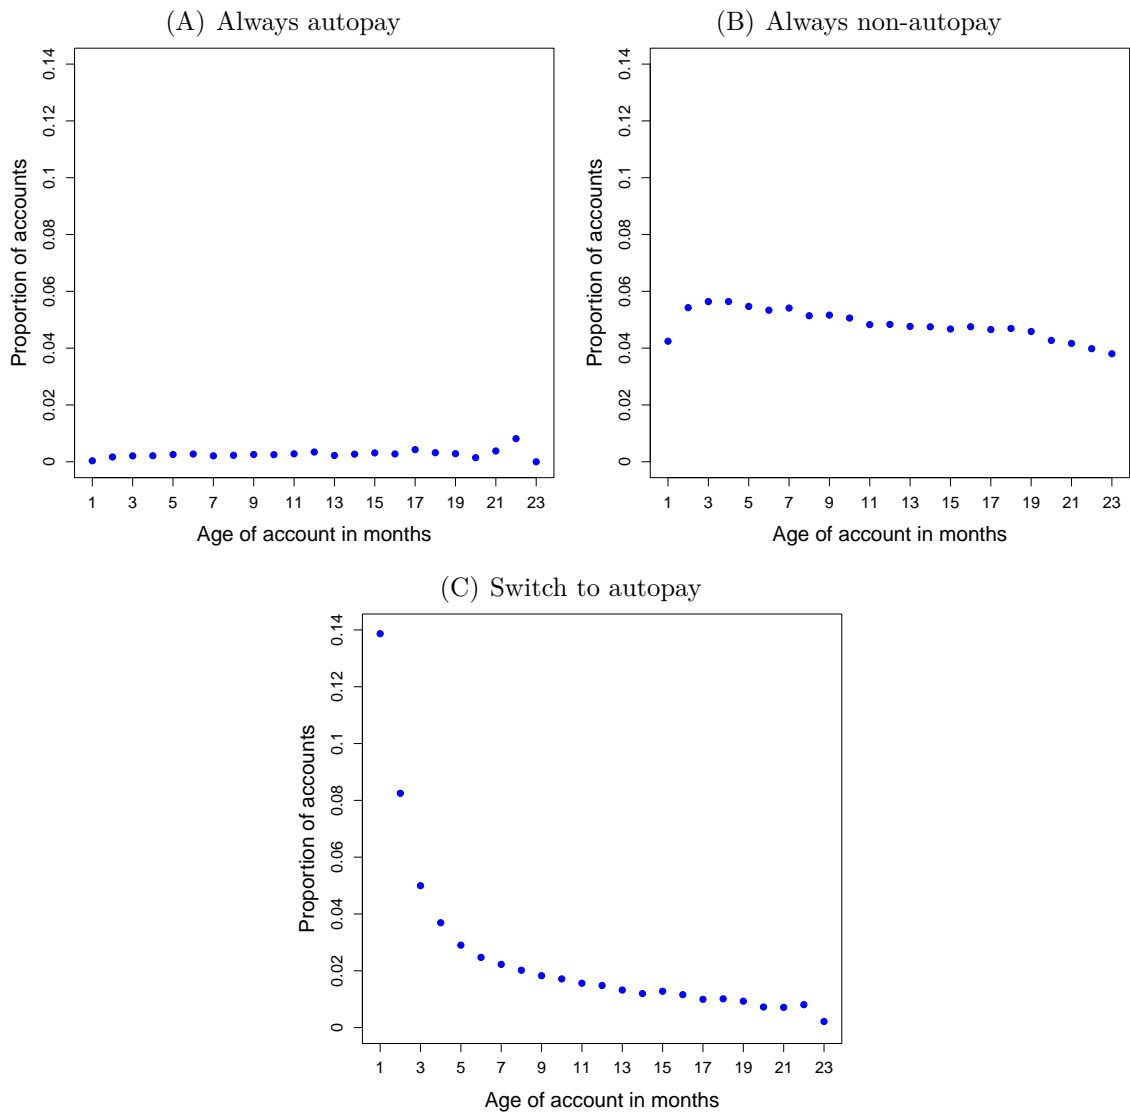 (A) Always autopay
0.14
0.12
0.1
0.08
0.06
0.04
0.02
0
Proportion of accounts
1 3 5 7 9 11 13 15 17 19 21 23
Age of account in months
(B) Always non-autopay
0.14
0.12
0.1
0.08
0.06
0.04
0.02
0
Proportion of accounts
1 3 5 7 9 11 13 15 17 19 21 23
Age of account in months
(C) Switch to autopay
0.14
0.12
0.1
0.08
0.06
0.04
0.02
0
Proportion of accounts
1 3 5 7 9 11 13 15 17 19 21 23
Age of account in months